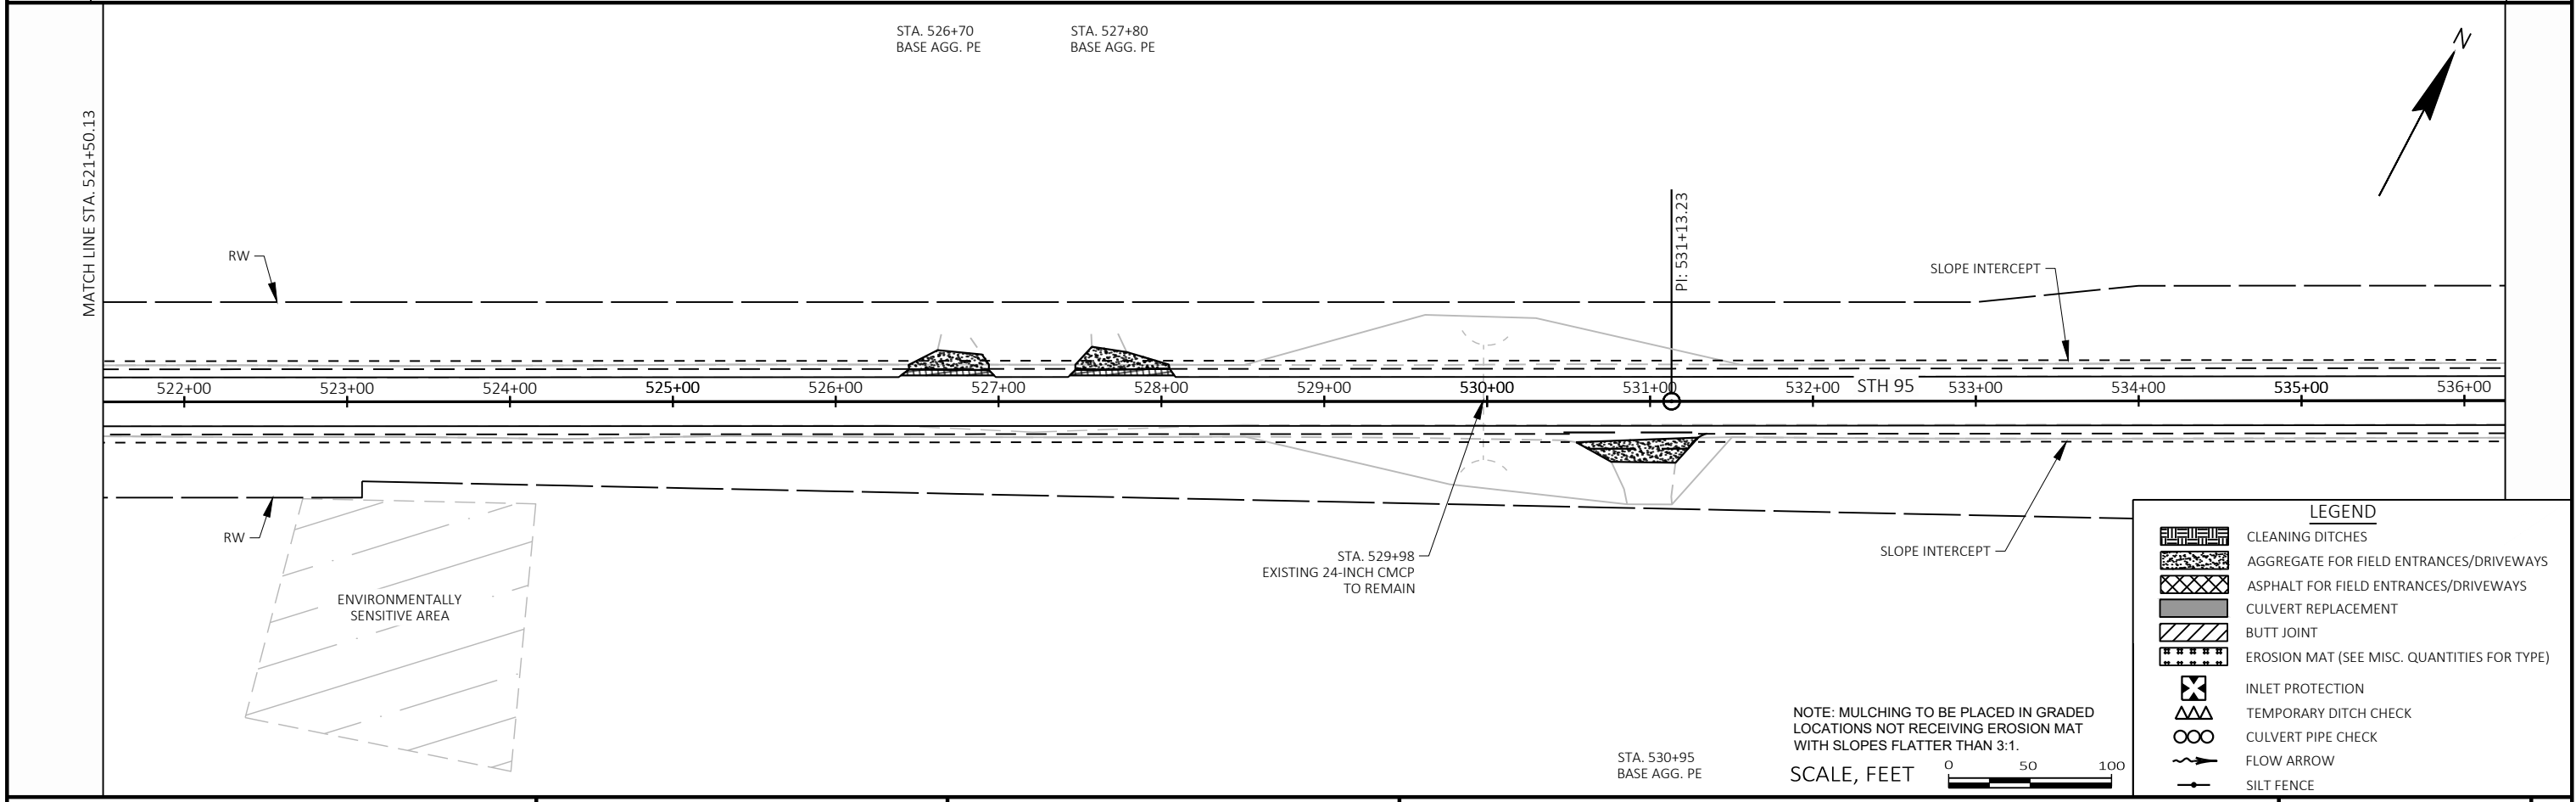 STA. 526+70
BASE AGG. PE
STA. 527+80
BASE AGG. PE
N
MATCH LINE STA. 521+50.13
RW
PI: 531+13.23
SLOPE INTERCEPT
522+00
523+00
524+00
525+00
526+00
527+00
528+00
529+00
530+00
531+00
532+00
STH 95
533+00
534+00
535+00
536+00
RW
STA. 529+98
EXISTING 24-INCH CMCP
TO REMAIN
SLOPE INTERCEPT
ENVIRONMENTALLY
SENSITIVE AREA
STA. 530+95
BASE AGG. PE
NOTE: MULCHING TO BE PLACED IN GRADED
LOCATIONS NOT RECEIVING EROSION MAT
WITH SLOPES FLATTER THAN 3:1.
SCALE, FEET
0 50 100
LEGEND
CLEANING DITCHES
AGGREGATE FOR FIELD ENTRANCES/DRIVEWAYS
ASPHALT FOR FIELD ENTRANCES/DRIVEWAYS
CULVERT REPLACEMENT
BUTT JOINT
EROSION MAT (SEE MISC. QUANTITIES FOR TYPE)
INLET PROTECTION
TEMPORARY DITCH CHECK
CULVERT PIPE CHECK
FLOW ARROW
SILT FENCE